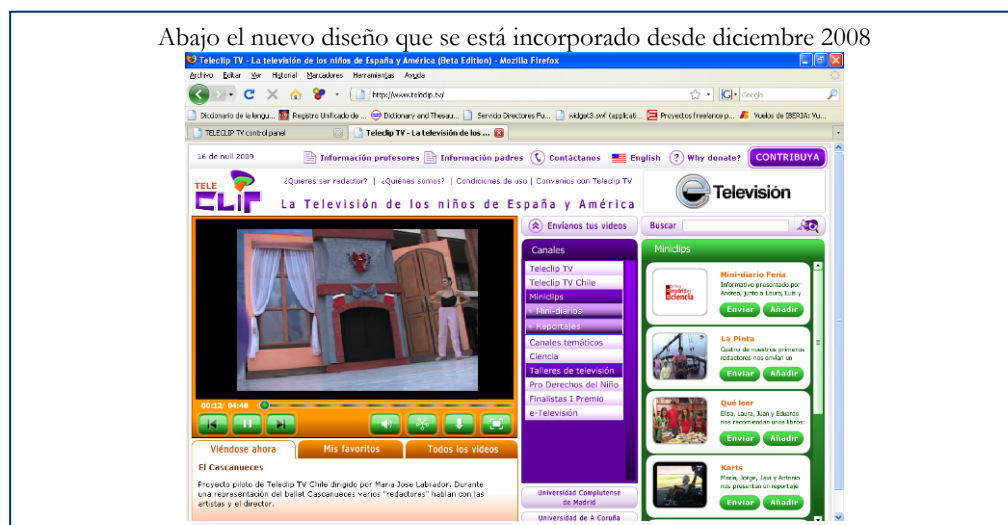 Abajo el nuevo diseño que se está incorporado desde diciembre 2008
Teleclip TV - La televisión de los niños de España y América (Beta Edition) - Mozilla Firefox
Archivo Editar Ver Historial Marcadores Herramientas Ayuda
http://www.teleclip.tv/
Google
Diccionario de la lengu... Registro Unificado de ... Dictionary and Thesau... Servicio Directores Pu... widget3.swf (applicati... Proyectos freelance p... Vuelos de IBERIA: Vu...
TELECLIP TV control panel
Teleclip TV - La televisión de los ...
16 de null 2009
Información profesores Información padres Contáctanos English Why donate? CONTRIBUYA
TELE CLIP
¿Quieres ser redactor? | ¿Quiénes somos? | Condiciones de uso | Convenios con Teleclip TV
La Televisión de los niños de España y América
e Televisión
Envíanos tus videos
Buscar
Canales
Teleclip TV
Teleclip TV Chile
Miniclips
Mini-diarios
Reportajes
Canales temáticos
Ciencia
Talleres de televisión
Pro Derechos del Niño
Finalistas I Premio
e-Televisión
Universidad Complutense
de Madrid
Universidad de A Coruña
Miniclips
madrid es
ciencia
Mini-diario Feria
Informativo presentado por
Andrea, junto a Laura, Luis y
Enviar Añadir
La Pinta
Cuatro de nuestros primeros
redactores nos envían un
Enviar Añadir
Qué leer
Elisa, Laura, Juan y Eduardo
nos recomiendan unos libros:
Enviar Añadir
Karts
María, Jorge, Javi y Antonio
nos presentan un reportaje
Enviar Añadir
00:12/ 04:48
Viéndose ahora Mis favoritos Todos los videos
El Cascanueces
Proyecto piloto de Teleclip TV Chile dirigido por Maria Jose Labrador. Durante
una representación del ballet Cascanueces varios "redactores" hablan con las
artistas y el director.